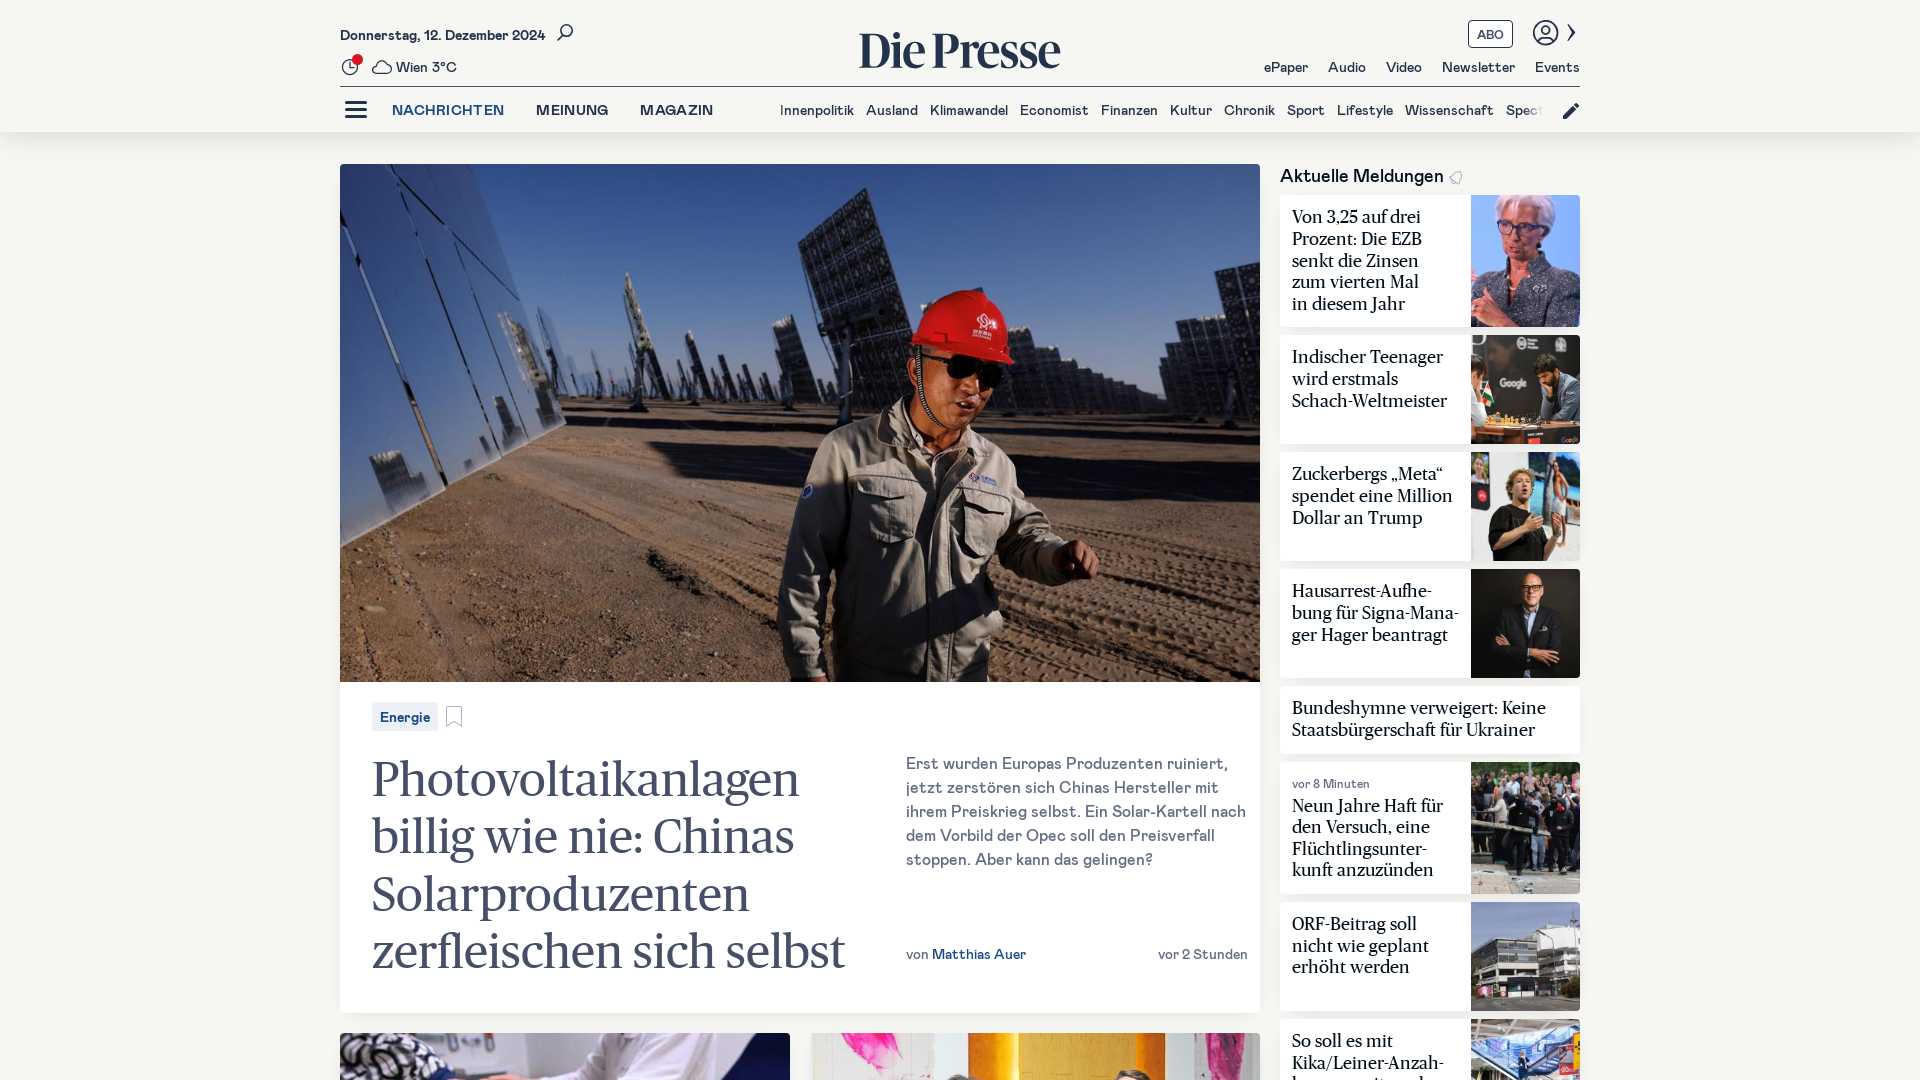 Donnerstag, 12. Dezember 2024
Wien 3°C
Die Presse
ABO
ePaper Audio Video Newsletter Events
NACHRICHTEN MEINUNG MAGAZIN
Innenpolitik Ausland Klimawandel Economist Finanzen Kultur Chronik Sport Lifestyle Wissenschaft Spect
Energie
Photovoltaikanlagen
billig wie nie: Chinas
Solarproduzenten
zerfleischen sich selbst
Erst wurden Europas Produzenten ruiniert,
jetzt zerstören sich Chinas Hersteller mit
ihrem Preiskrieg selbst. Ein Solar-Kartell nach
dem Vorbild der Opec soll den Preisverfall
stoppen. Aber kann das gelingen?
von Matthias Auer
vor 2 Stunden
Aktuelle Meldungen
Von 3,25 auf drei
Prozent: Die EZB
senkt die Zinsen
zum vierten Mal
in diesem Jahr
Indischer Teenager
wird erstmals
Schach-Weltmeister
Google
Zuckerbergs „Meta“
spendet eine Million
Dollar an Trump
Hausarrest-Aufhe-
bung für Signa-Mana-
ger Hager beantragt
Bundeshymne verweigert: Keine
Staatsbürgerschaft für Ukrainer
vor 8 Minuten
Neun Jahre Haft für
den Versuch, eine
Flüchtlingsunter-
kunft anzuzünden
ORF-Beitrag soll
nicht wie geplant
erhöht werden
So soll es mit
Kika/Leiner-Anzah-